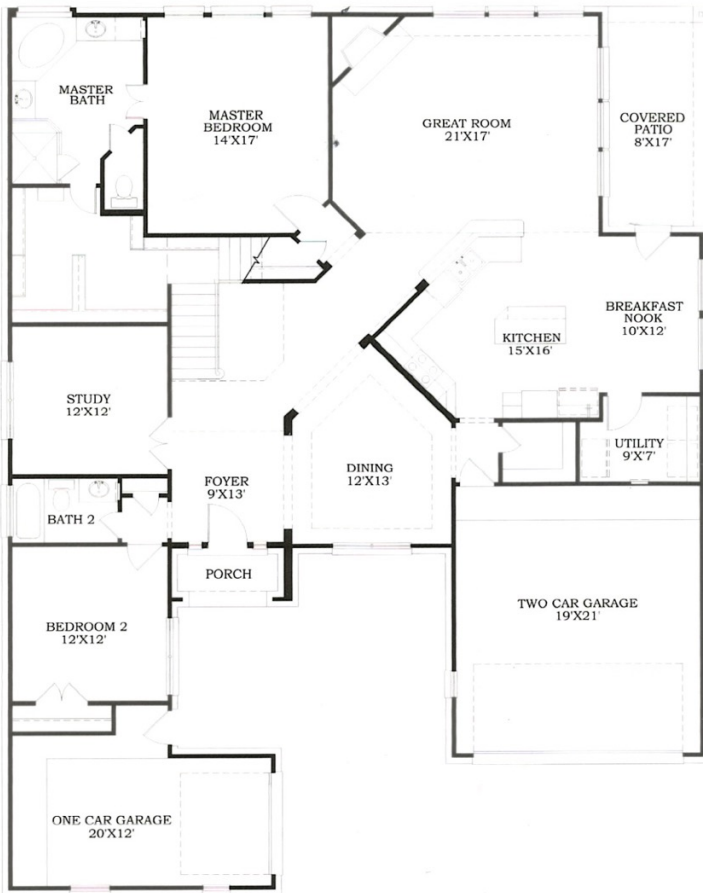 MASTER
BATH
MASTER
BEDROOM
14'X17'
GREAT ROOM
21'X17'
COVERED
PATIO
8'X17'
BREAKFAST
NOOK
10'X12'
KITCHEN
15'X16'
STUDY
12'X12'
UTILITY
9'X7'
FOYER
9'X13'
DINING
12'X13'
BATH 2
PORCH
BEDROOM 2
12'X12'
TWO CAR GARAGE
19'X21'
ONE CAR GARAGE
20'X12'